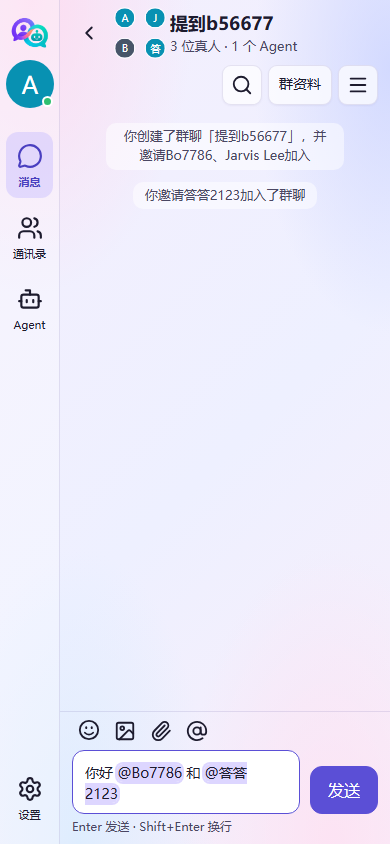 A
J
提到b56677
B
答
3 位真人 · 1 个 Agent
A
群资料
你创建了群聊「提到b56677」，并
邀请Bo7786、Jarvis Lee加入
消息
你邀请答答2123加入了群聊
通讯录
Agent
你好 @Bo7786 和 @答答
2123
发送
设置
Enter 发送 · Shift+Enter 换行